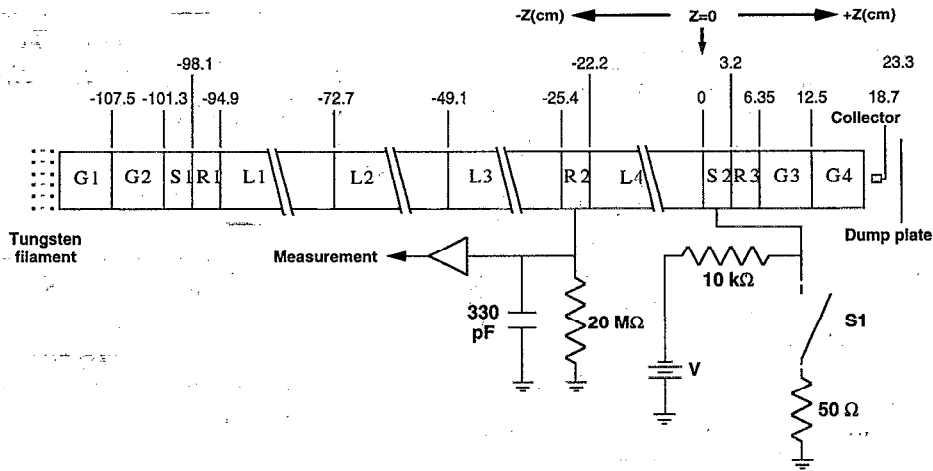 -Z(cm) Z=0 +Z(cm)
-98.1 -22.2 3.2 23.3
-107.5 -101.3 -94.9 -72.7 -49.1 -25.4 0 6.35 12.5 18.7
Collector
G1 G2 S1 R1 L1 L2 L3 R2 L4 S2 R3 G3 G4
Tungsten
filament
Dump plate
Measurement
10 kΩ
330
pF
20 MΩ
S1
V
50 Ω